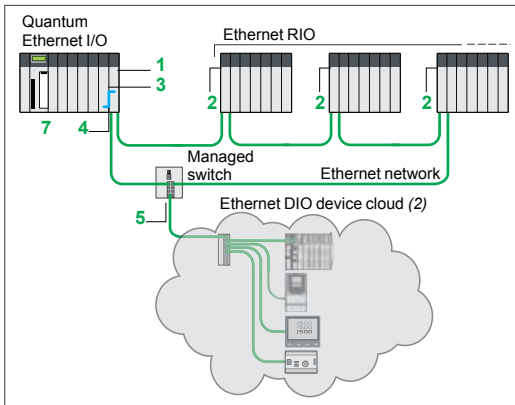 Quantum
Ethernet I/O
Ethernet RIO
1
3
2
2
2
7
4
Managed
switch
Ethernet network
5
Ethernet DIO device cloud (2)